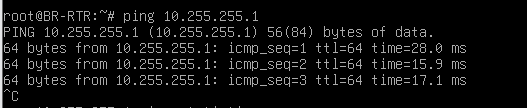 root@BR-RTR:~# ping 10.255.255.1
PING 10.255.255.1 (10.255.255.1) 56(84) bytes of data.
64 bytes from 10.255.255.1: icmp_seq=1 ttl=64 time=28.0 ms
64 bytes from 10.255.255.1: icmp_seq=2 ttl=64 time=15.9 ms
64 bytes from 10.255.255.1: icmp_seq=3 ttl=64 time=17.1 ms
^C